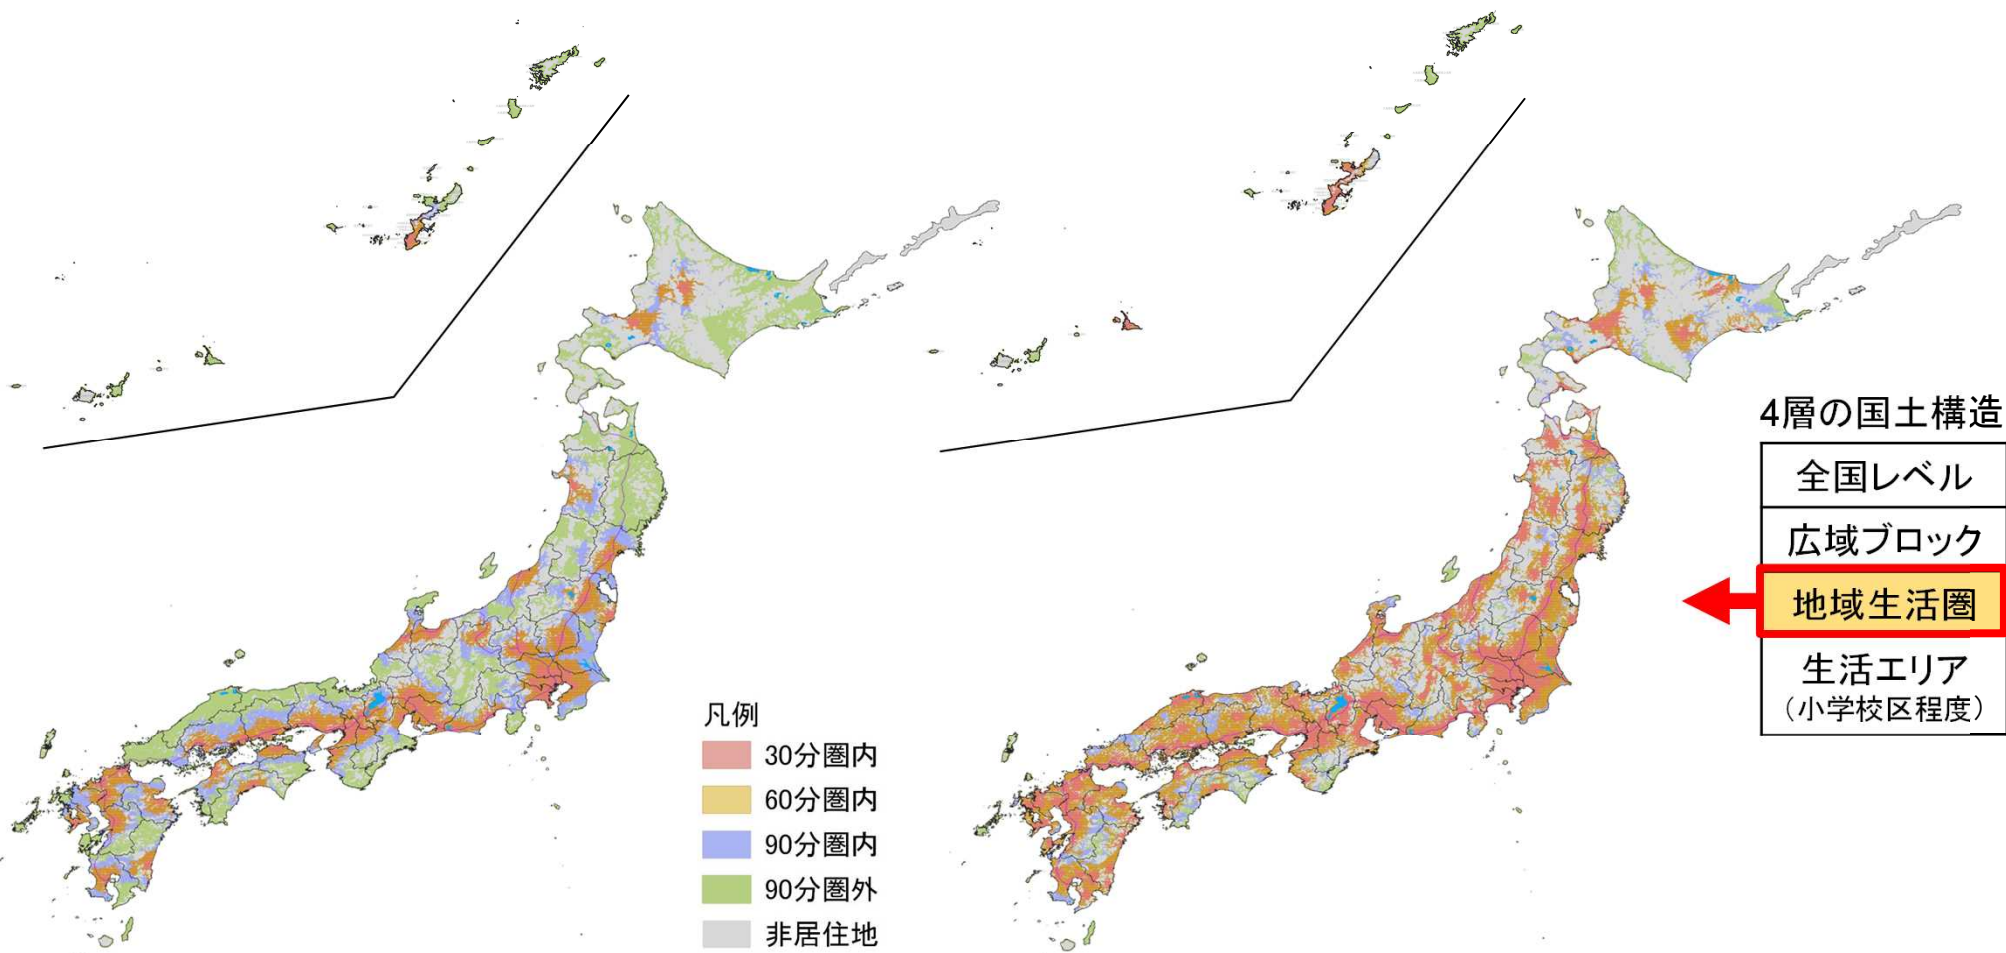 4層の国土構造
全国レベル
広域ブロック
地域生活圏
生活エリア
（小学校区程度）
凡例
30分圏内
60分圏内
90分圏内
90分圏外
非居住地